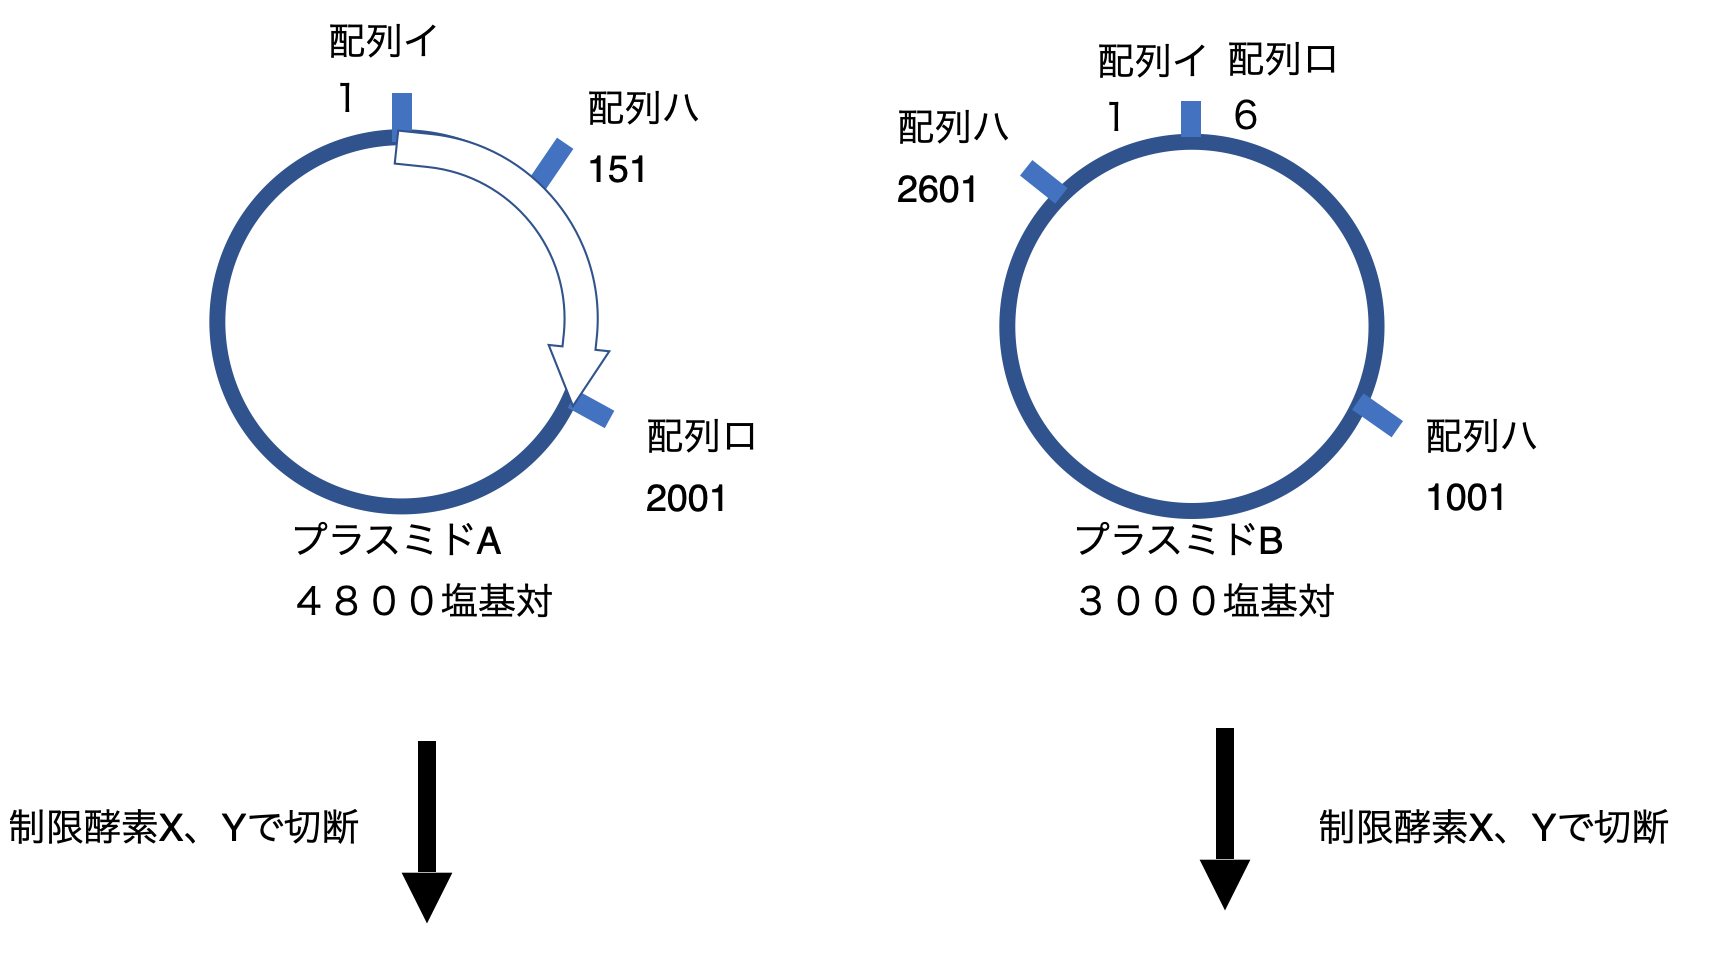 配列イ
1
配列ハ
151
配列ロ
2001
プラスミドA
４８００塩基対
制限酵素X、Yで切断
配列イ 配列ロ
1 6
配列ハ
2601
配列ハ
1001
プラスミドB
３０００塩基対
制限酵素X、Yで切断